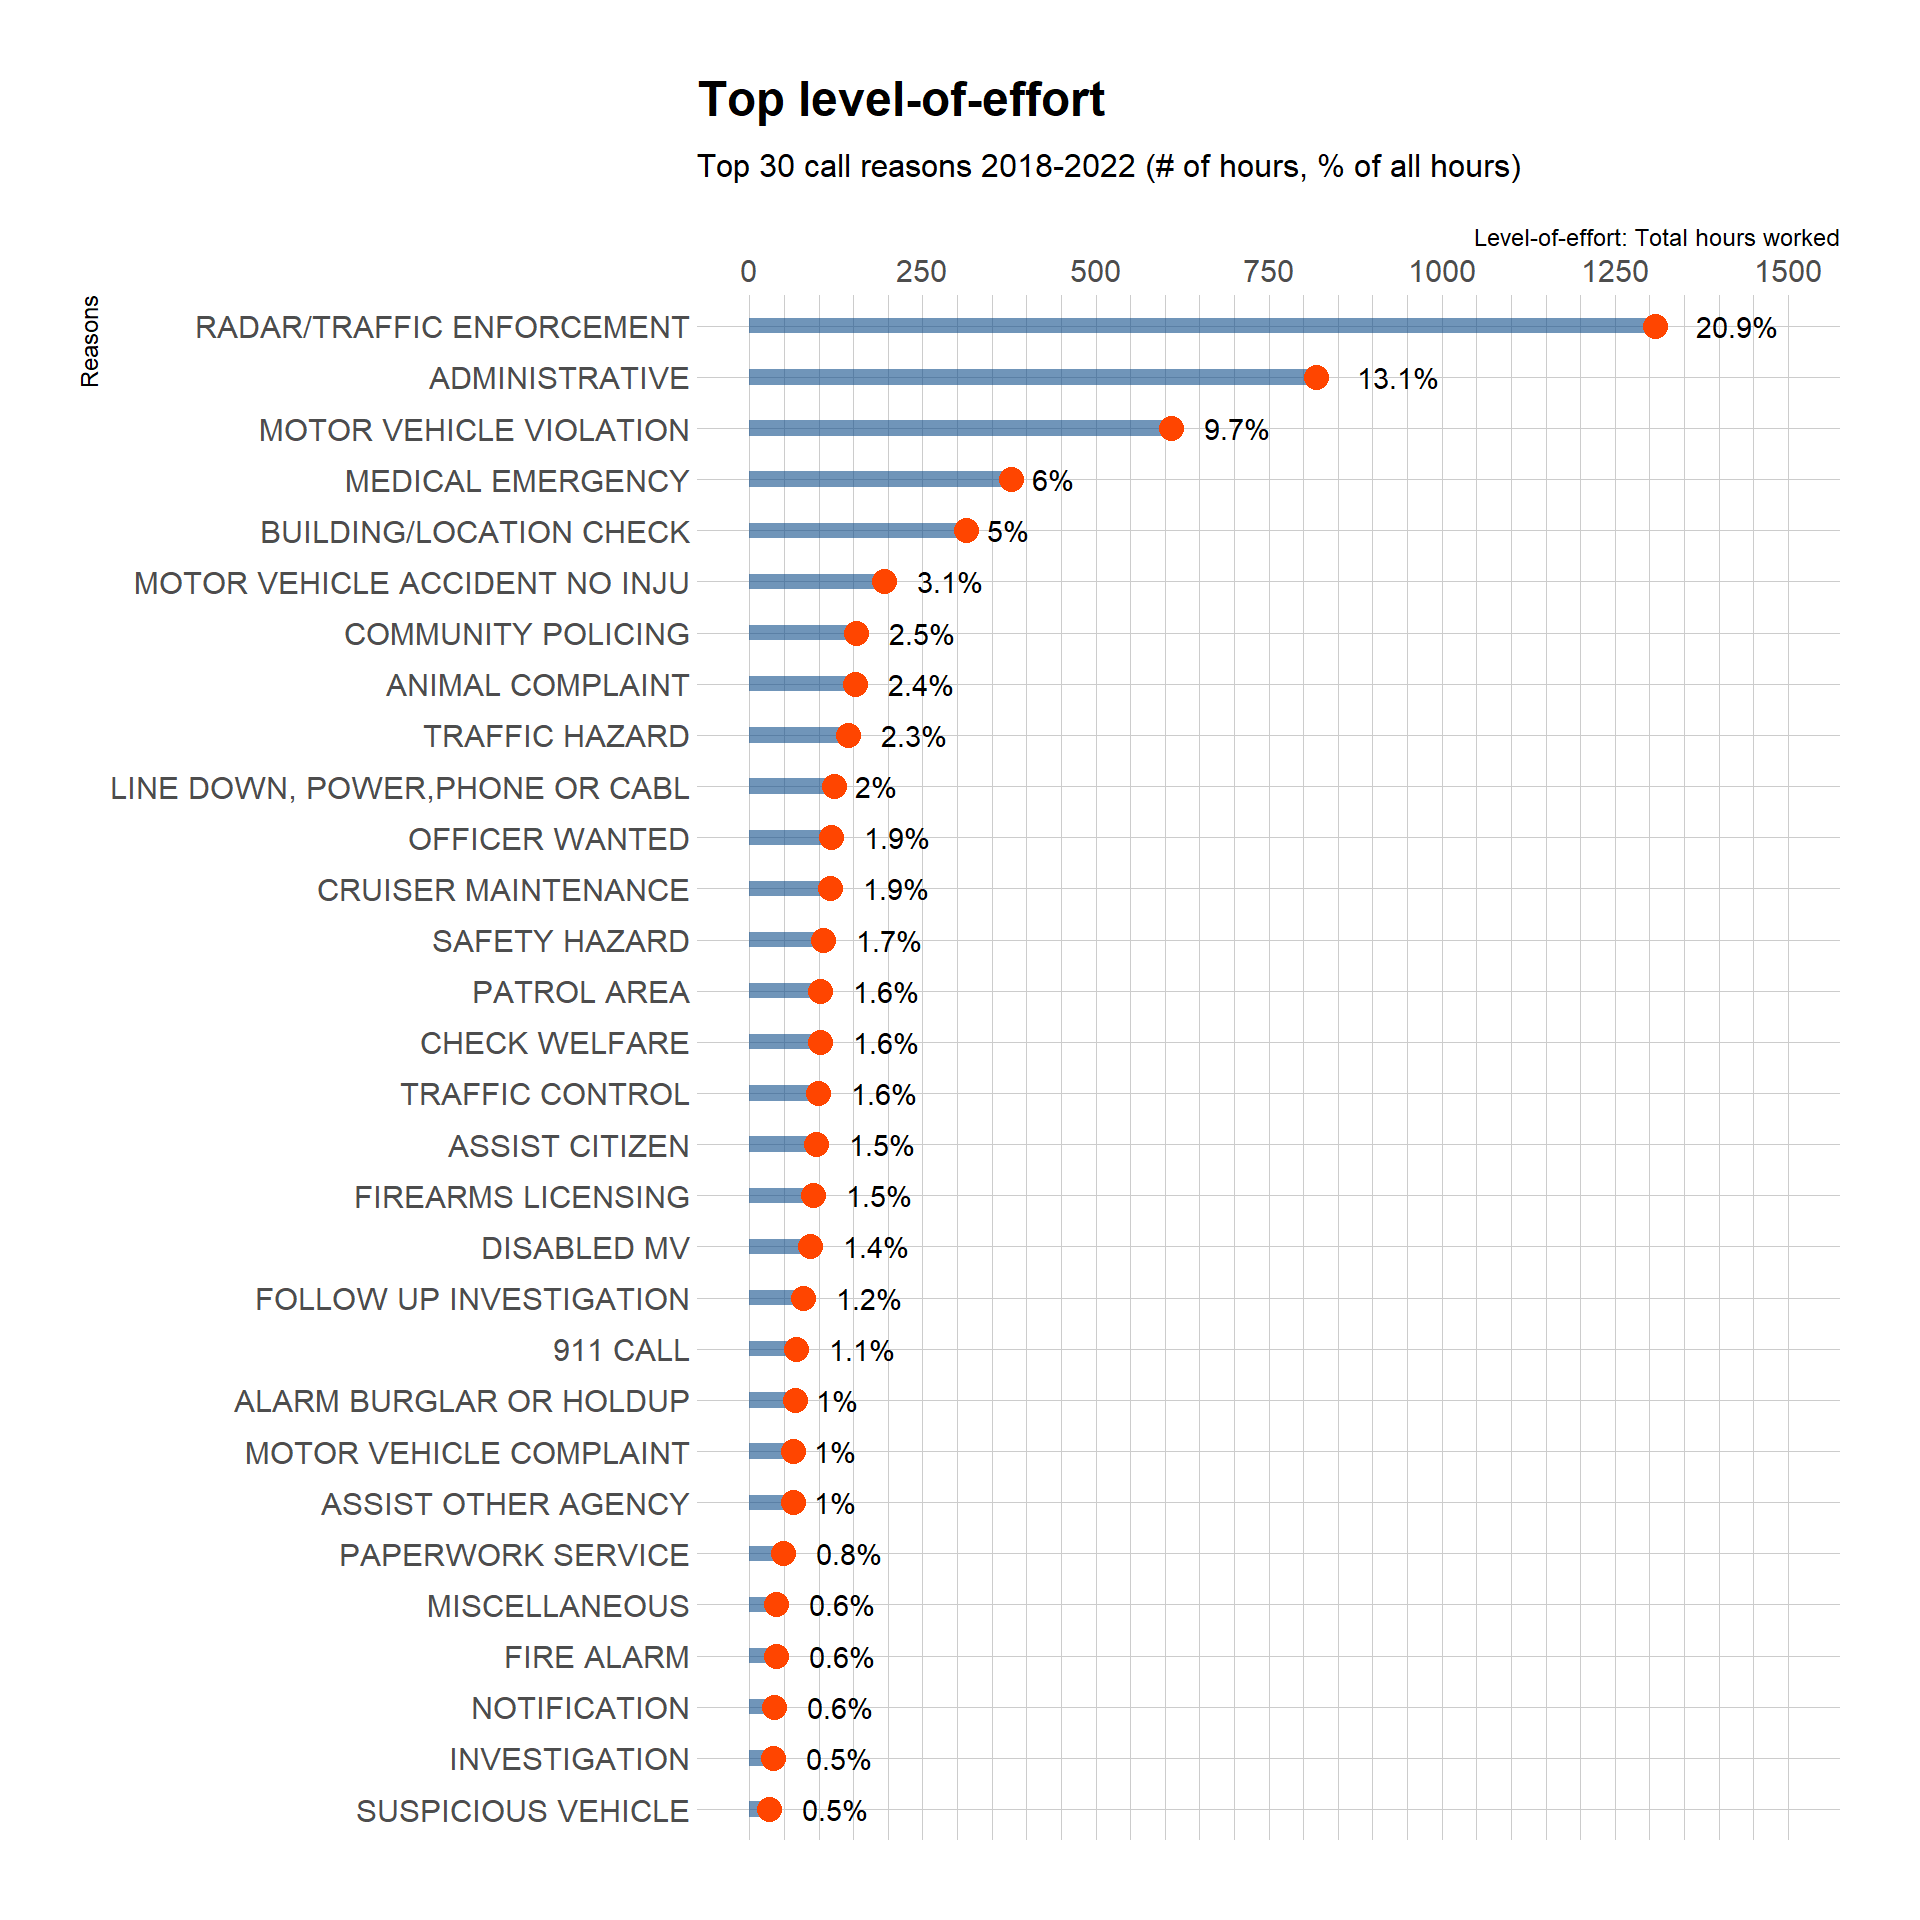 Top level-of-effort
Top 30 call reasons 2018-2022 (# of hours, % of all hours)
Level-of-effort: Total hours worked
0 250 500 750 1000 1250 1500
Reasons
RADAR/TRAFFIC ENFORCEMENT 20.9%
ADMINISTRATIVE 13.1%
MOTOR VEHICLE VIOLATION 9.7%
MEDICAL EMERGENCY 6%
BUILDING/LOCATION CHECK 5%
MOTOR VEHICLE ACCIDENT NO INJU 3.1%
COMMUNITY POLICING 2.5%
ANIMAL COMPLAINT 2.4%
TRAFFIC HAZARD 2.3%
LINE DOWN, POWER,PHONE OR CABL 2%
OFFICER WANTED 1.9%
CRUISER MAINTENANCE 1.9%
SAFETY HAZARD 1.7%
PATROL AREA 1.6%
CHECK WELFARE 1.6%
TRAFFIC CONTROL 1.6%
ASSIST CITIZEN 1.5%
FIREARMS LICENSING 1.5%
DISABLED MV 1.4%
FOLLOW UP INVESTIGATION 1.2%
911 CALL 1.1%
ALARM BURGLAR OR HOLDUP 1%
MOTOR VEHICLE COMPLAINT 1%
ASSIST OTHER AGENCY 1%
PAPERWORK SERVICE 0.8%
MISCELLANEOUS 0.6%
FIRE ALARM 0.6%
NOTIFICATION 0.6%
INVESTIGATION 0.5%
SUSPICIOUS VEHICLE 0.5%